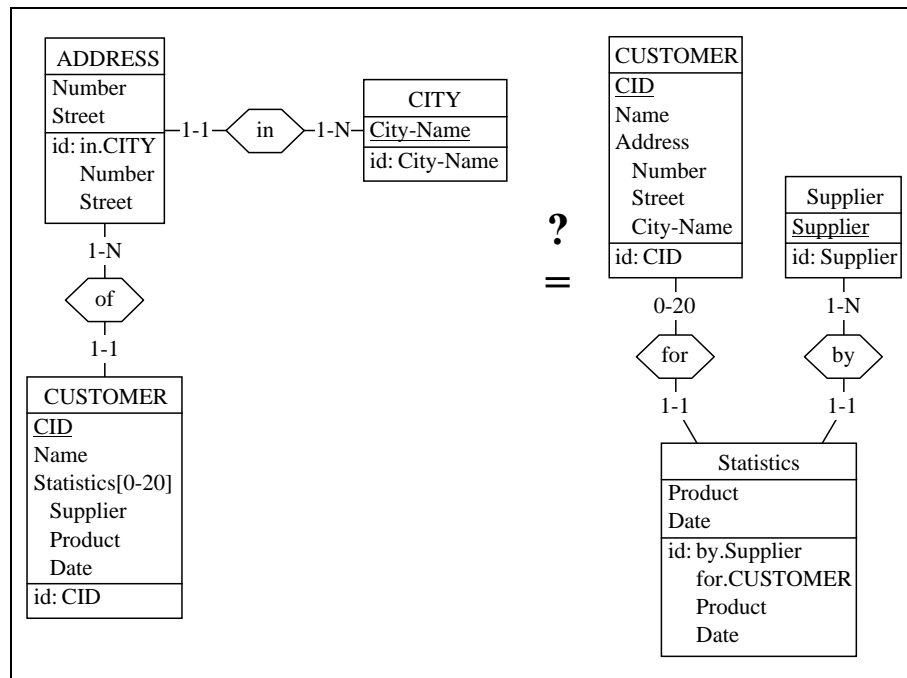 ADDRESS
Number
Street
id: in.CITY
Number
Street
1-1
in
1-N
CITY
City-Name
id: City-Name
1-N
of
1-1
CUSTOMER
CID
Name
Statistics[0-20]
Supplier
Product
Date
id: CID
?
=
CUSTOMER
CID
Name
Address
Number
Street
City-Name
id: CID
Supplier
Supplier
id: Supplier
0-20
for
1-1
1-N
by
1-1
Statistics
Product
Date
id: by.Supplier
for.CUSTOMER
Product
Date